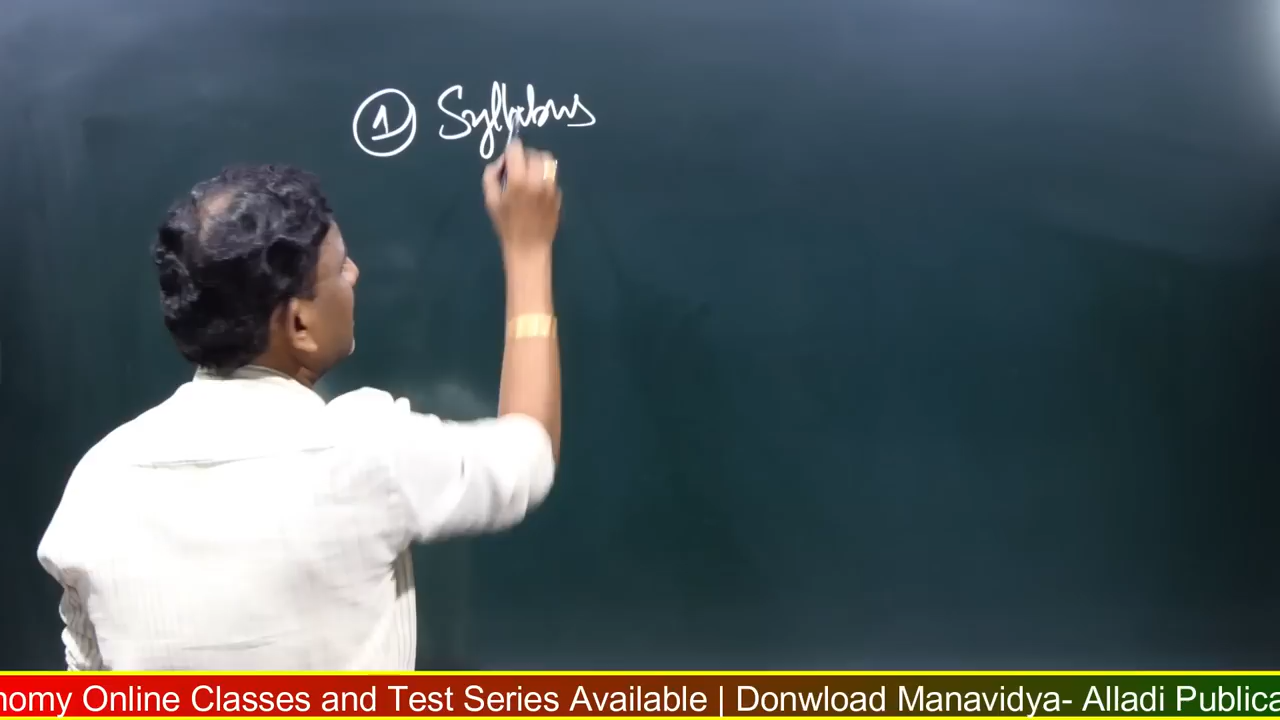 ① Syllabus
nomy Online Classes and Test Series Available | Donwload Manavidya- Alladi Publica